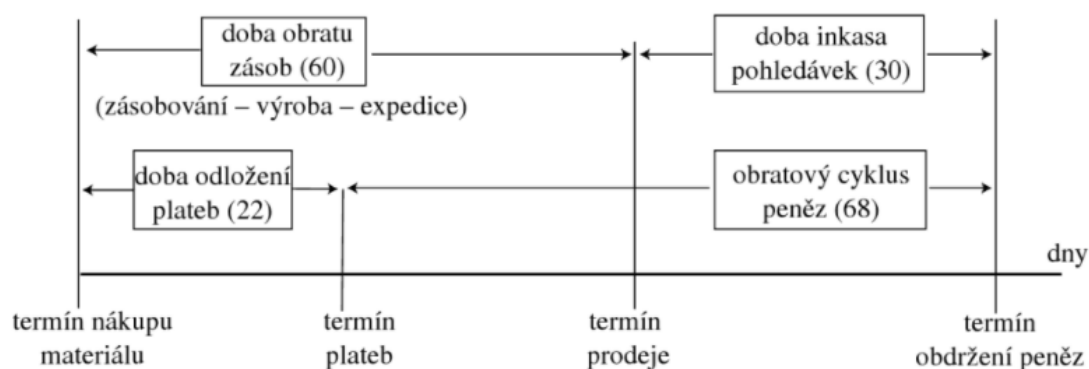 doba obratu
zásob (60)
doba inkasa
pohledávek (30)
(zásobování – výroba – expedice)
doba odložení
plateb (22)
obratový cyklus
peněz (68)
dny
termín nákupu
materiálu
termín
plateb
termín
prodeje
termín
obdržení peněz